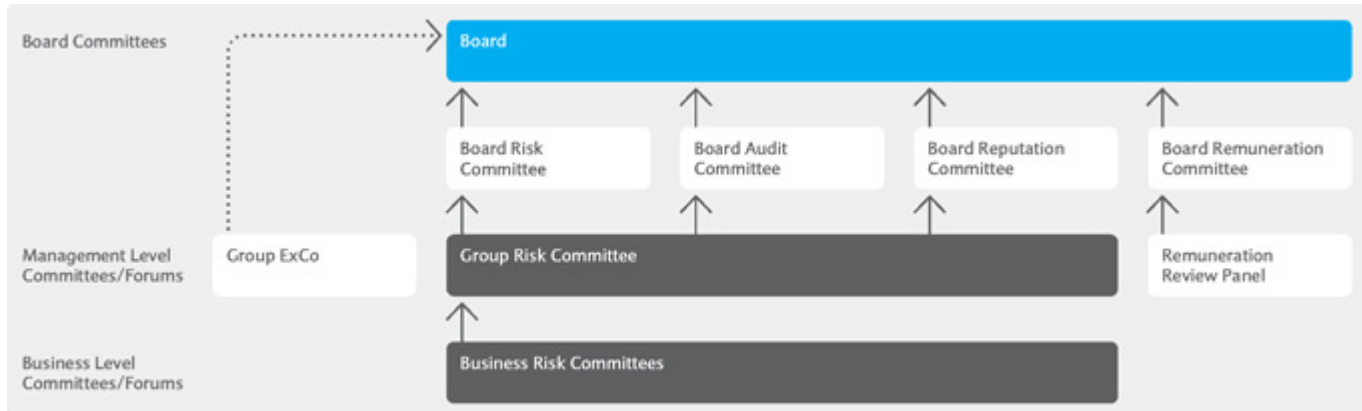 Board Committees
Board
Board Risk
Committee
Board Audit
Committee
Board Reputation
Committee
Board Remuneration
Committee
Management Level
Committees/Forums
Group ExCo
Group Risk Committee
Remuneration
Review Panel
Business Level
Committees/Forums
Business Risk Committees